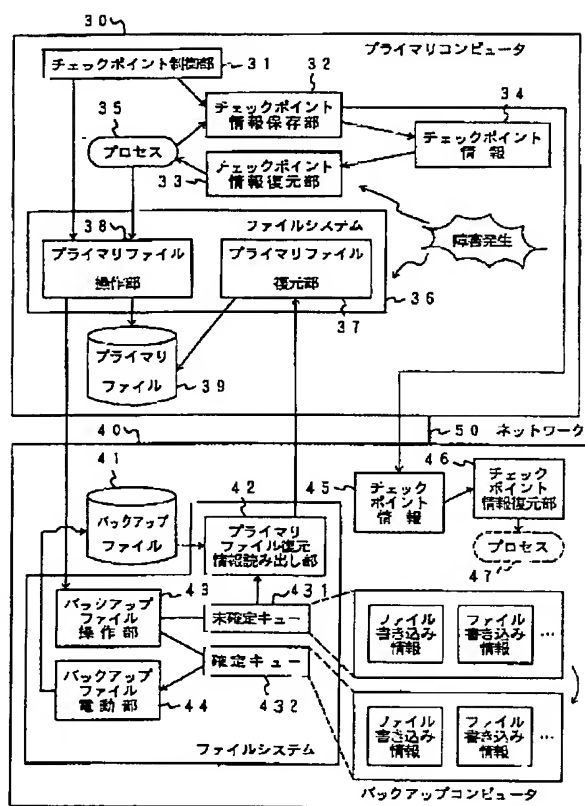 30
プライマリコンピュータ
チェックポイント制御部
31
32
34
35
チェックポイント
情報保存部
チェックポイント
情報
プロセス
33
チェックポイント
情報復元部
38
ファイルシステム
障害発生
プライマリファイル
操作部
プライマリファイル
復元部
36
37
プライマリ
ファイル
39
40
50 ネットワーク
41
42
45
46
バックアップ
ファイル
プライマリ
ファイル復元
情報読み出し部
チェック
ポイント
情報
チェック
ポイント
情報復元部
プロセス
47
43
431
バックアップ
ファイル
操作部
未確定キュー
ファイル
書き込み
情報
ファイル
書き込み
情報
…
確定キュー
432
バックアップ
ファイル
電動部
44
ファイル
書き込み
情報
ファイル
書き込み
情報
…
ファイルシステム
バックアップコンピュータ